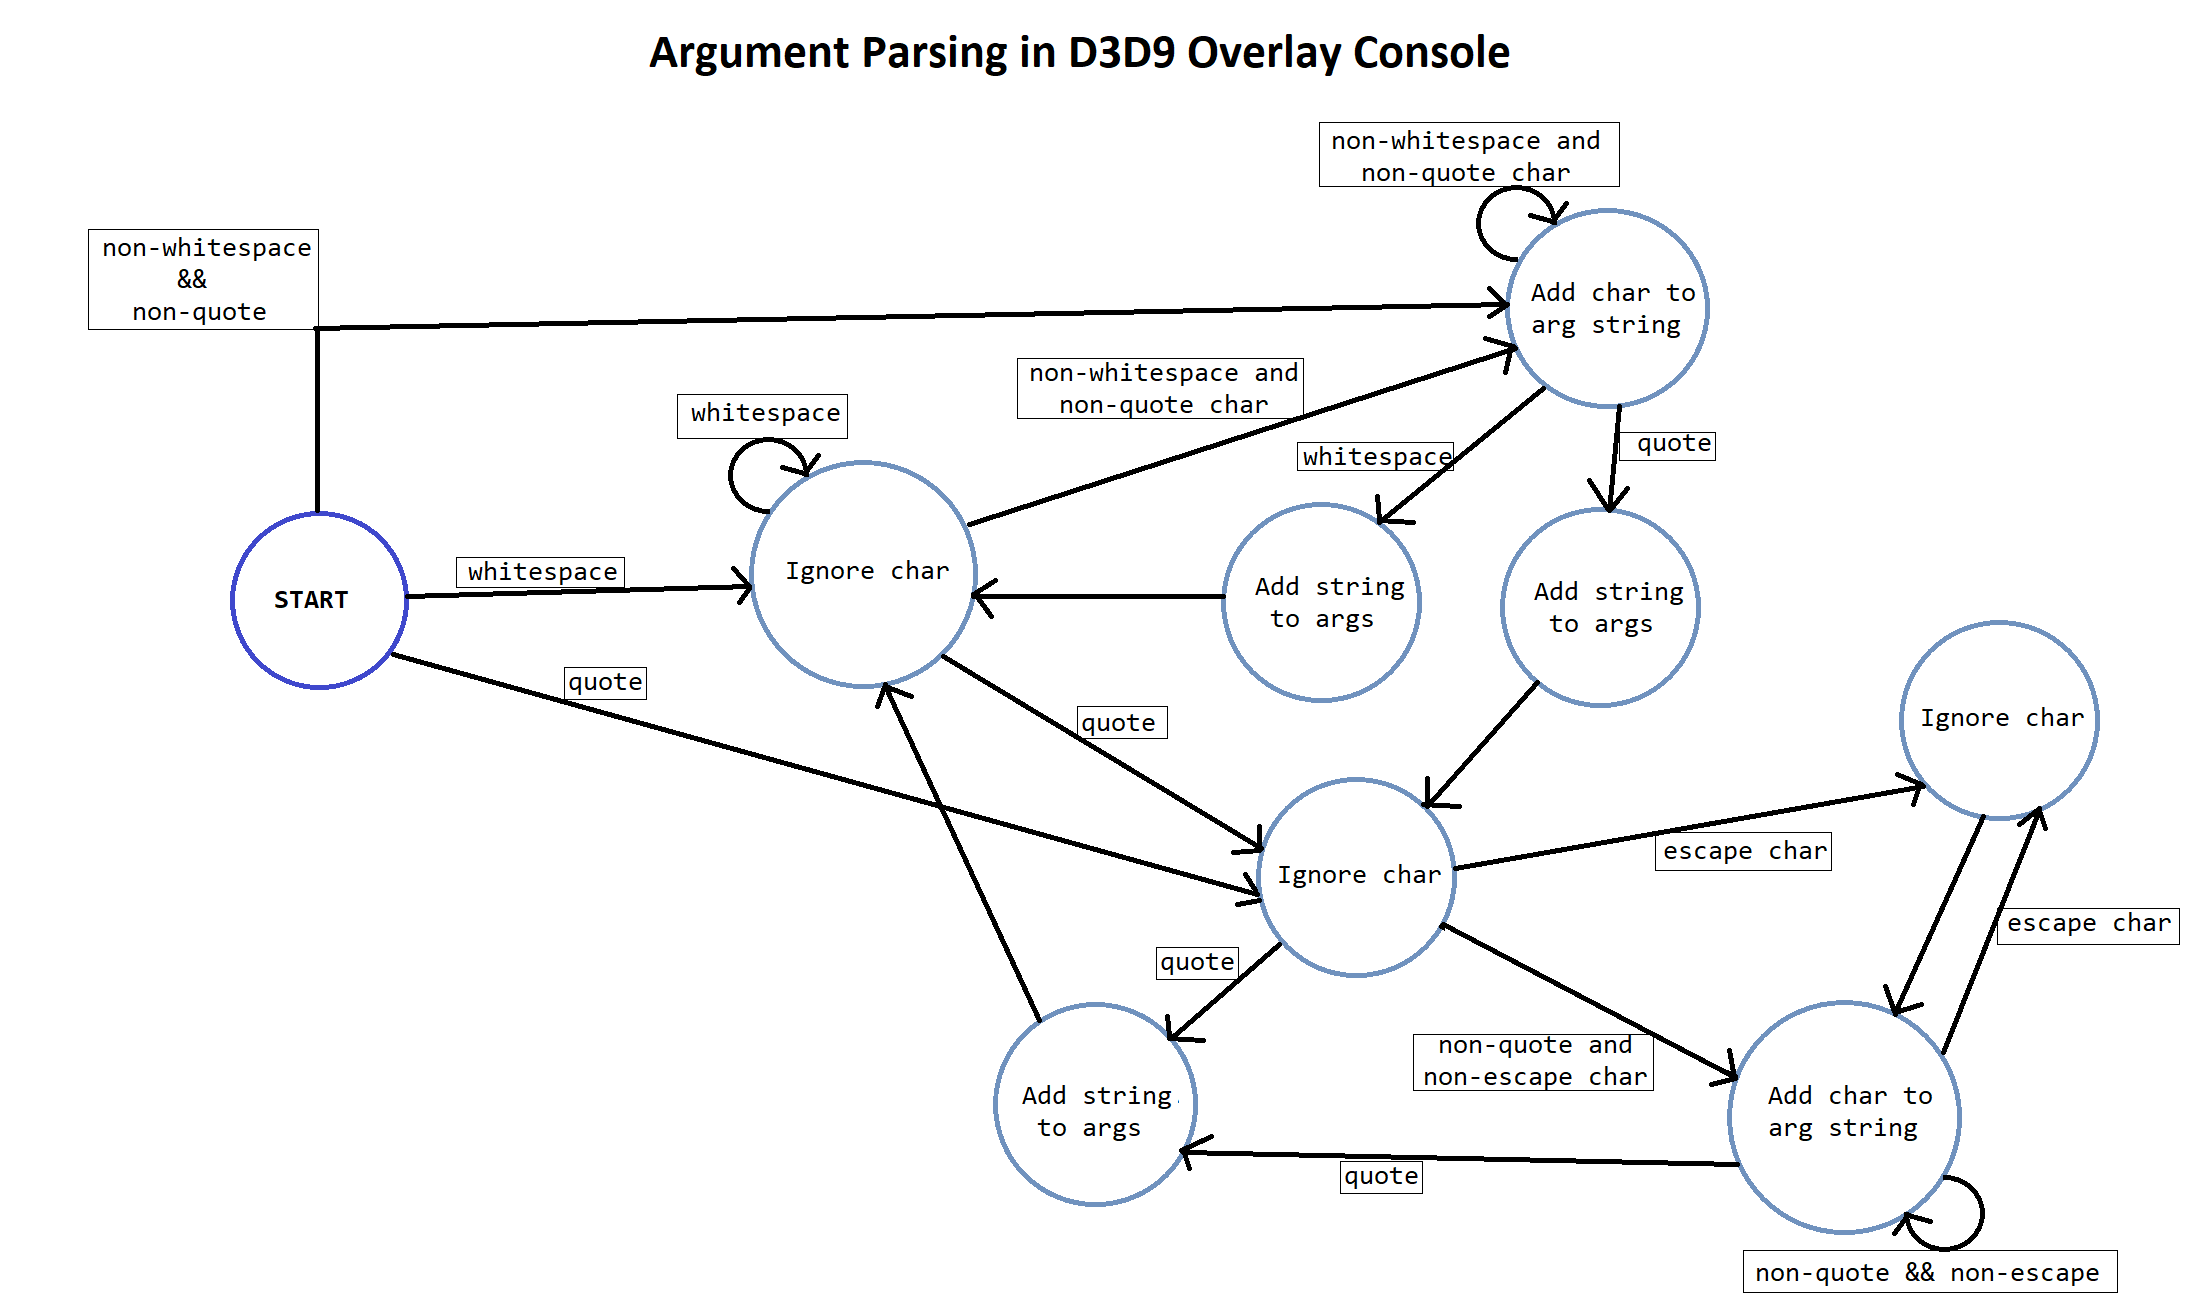 Argument Parsing in D3D9 Overlay Console
non-whitespace and
non-quote char
non-whitespace
&&
non-quote
Add char to
arg string
non-whitespace and
non-quote char
whitespace
whitespace
quote
Ignore char
whitespace
START
Add string
to args
Add string
to args
quote
quote
Ignore char
Ignore char
escape char
escape char
quote
non-quote and
non-escape char
Add string.
to args
Add char to
arg string
quote
non-quote && non-escape